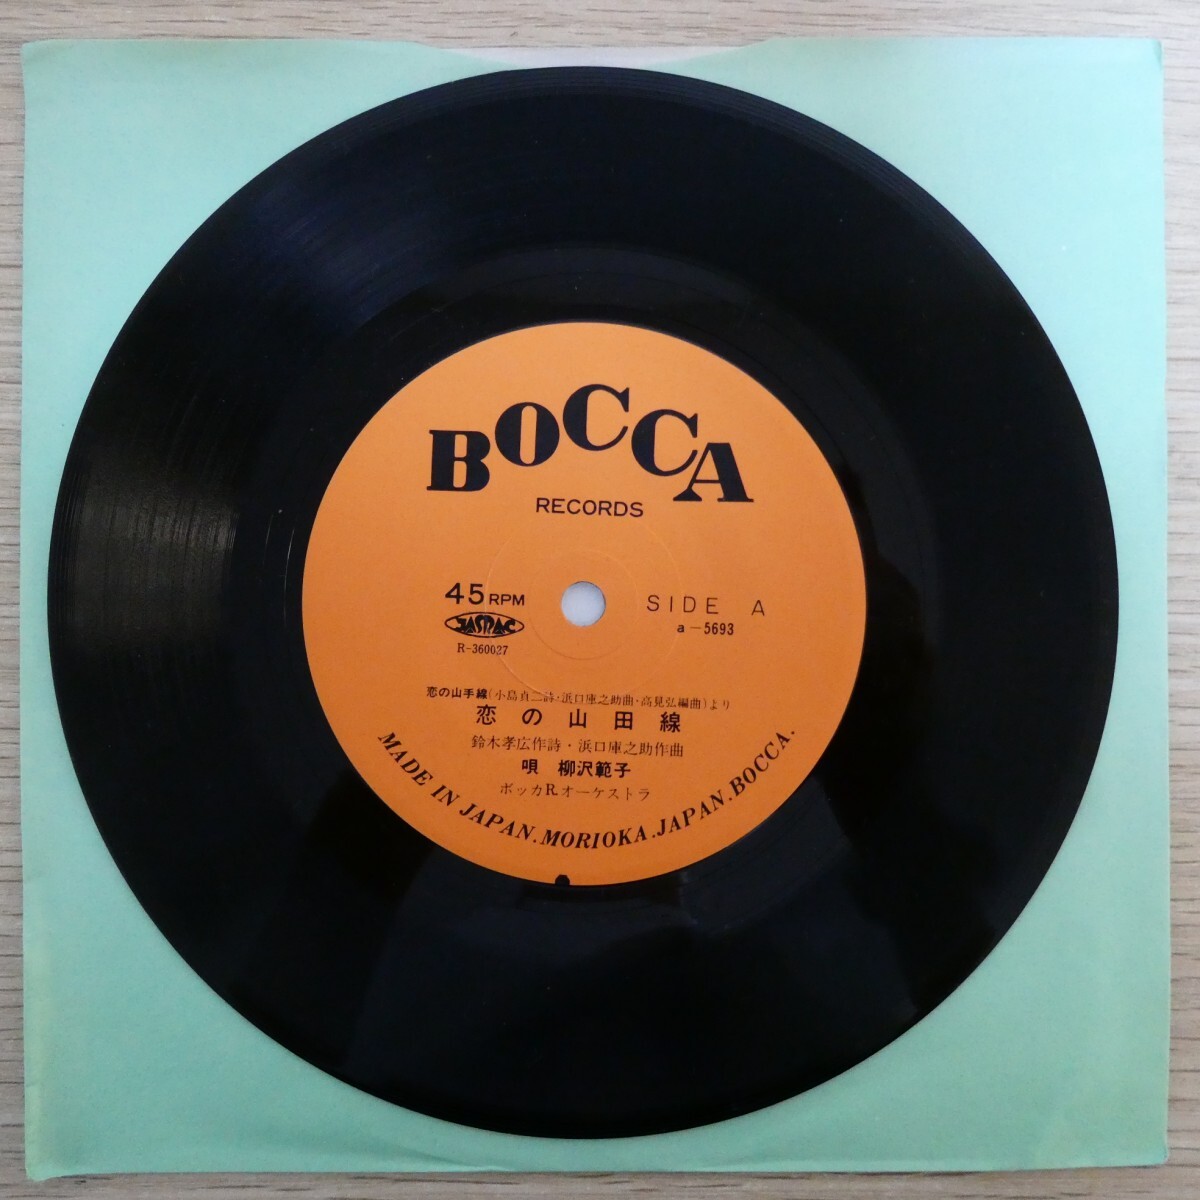 BOCCA
RECORDS
45 RPM
JASRAC
R-360027
SIDE A
a-5693
恋の山手線(小島貞二詩・浜口庫之助曲・高見弘編曲)より
恋の山田線
鈴木孝広作詩・浜口庫之助作曲
唄 柳沢範子
ボッカR.オーケストラ
MADE IN JAPAN.MORIOKA.JAPAN.BOCCA.